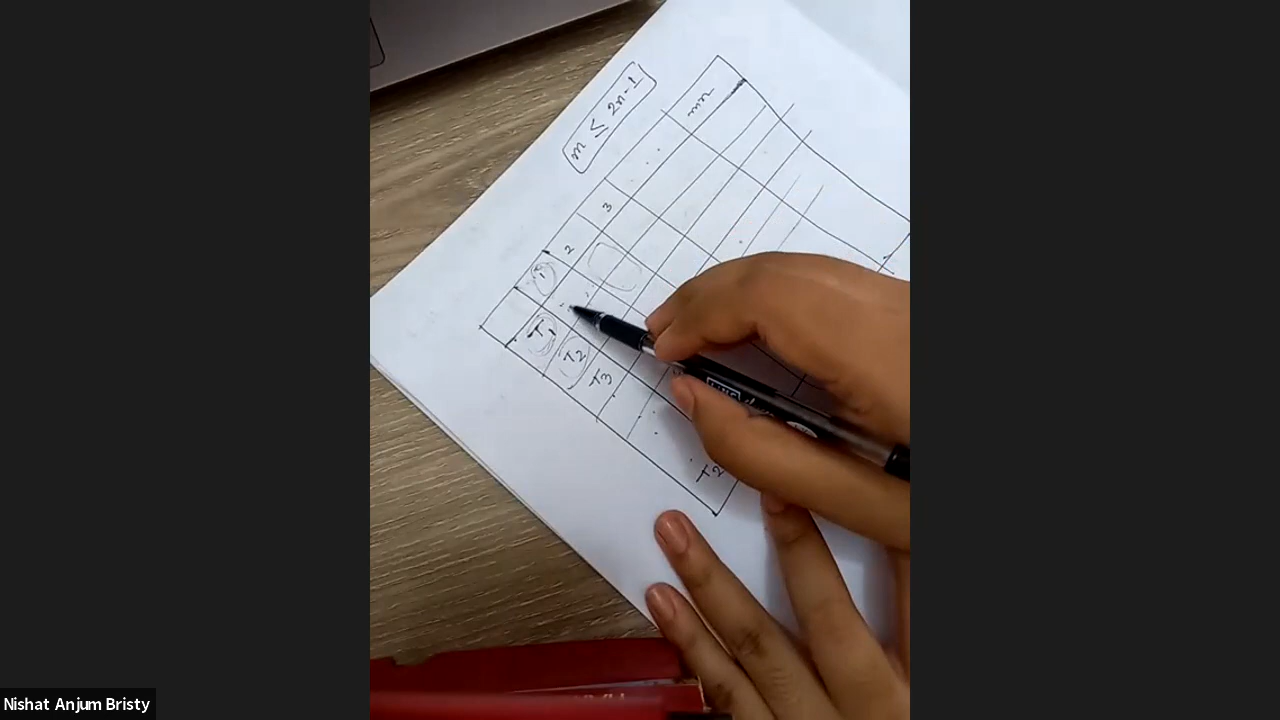 m ≤ 2n-1
1 2 3 . . mn
T1
T2
T3
T2
Nishat Anjum Bristy